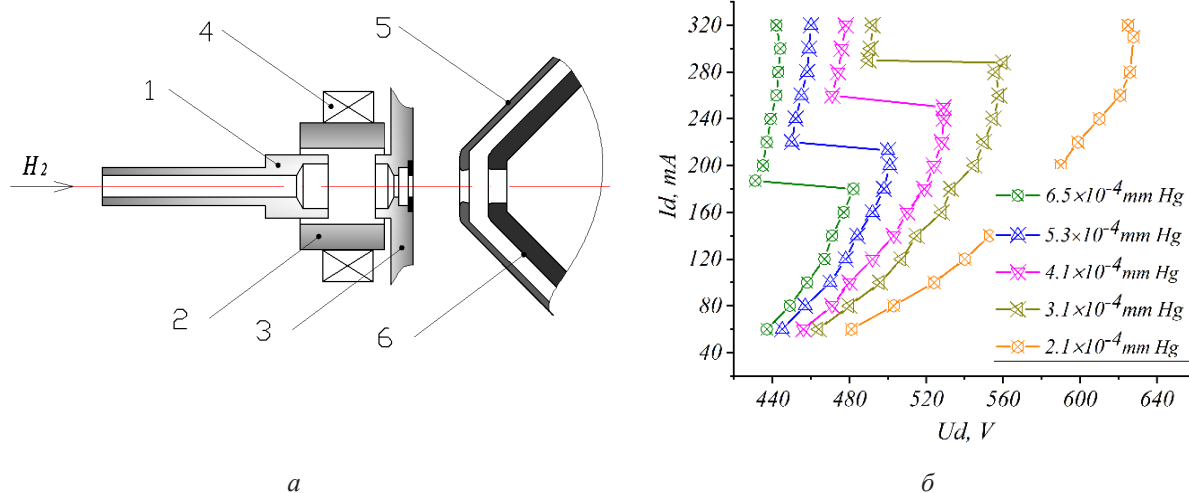 4
5
1
H2
2
3
6
320
280
240
200
160
120
80
40
Id, mA
440
480
520
560
600
640
Ud, V
6.5×10-4 mm Hg
5.3×10-4 mm Hg
4.1×10-4 mm Hg
3.1×10-4 mm Hg
2.1×10-4 mm Hg
а
б